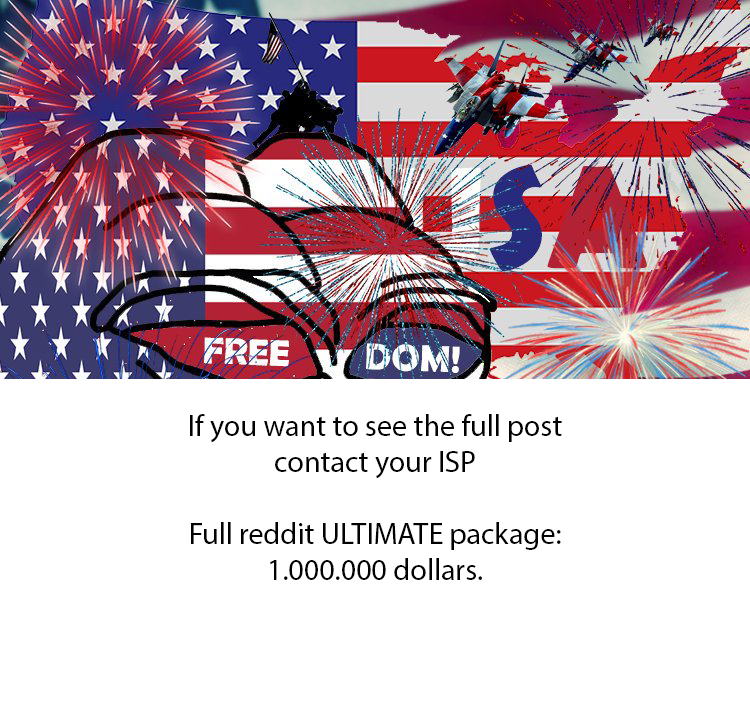 USA
FREE DOM!
If you want to see the full post
contact your ISP
Full reddit ULTIMATE package:
1.000.000 dollars.